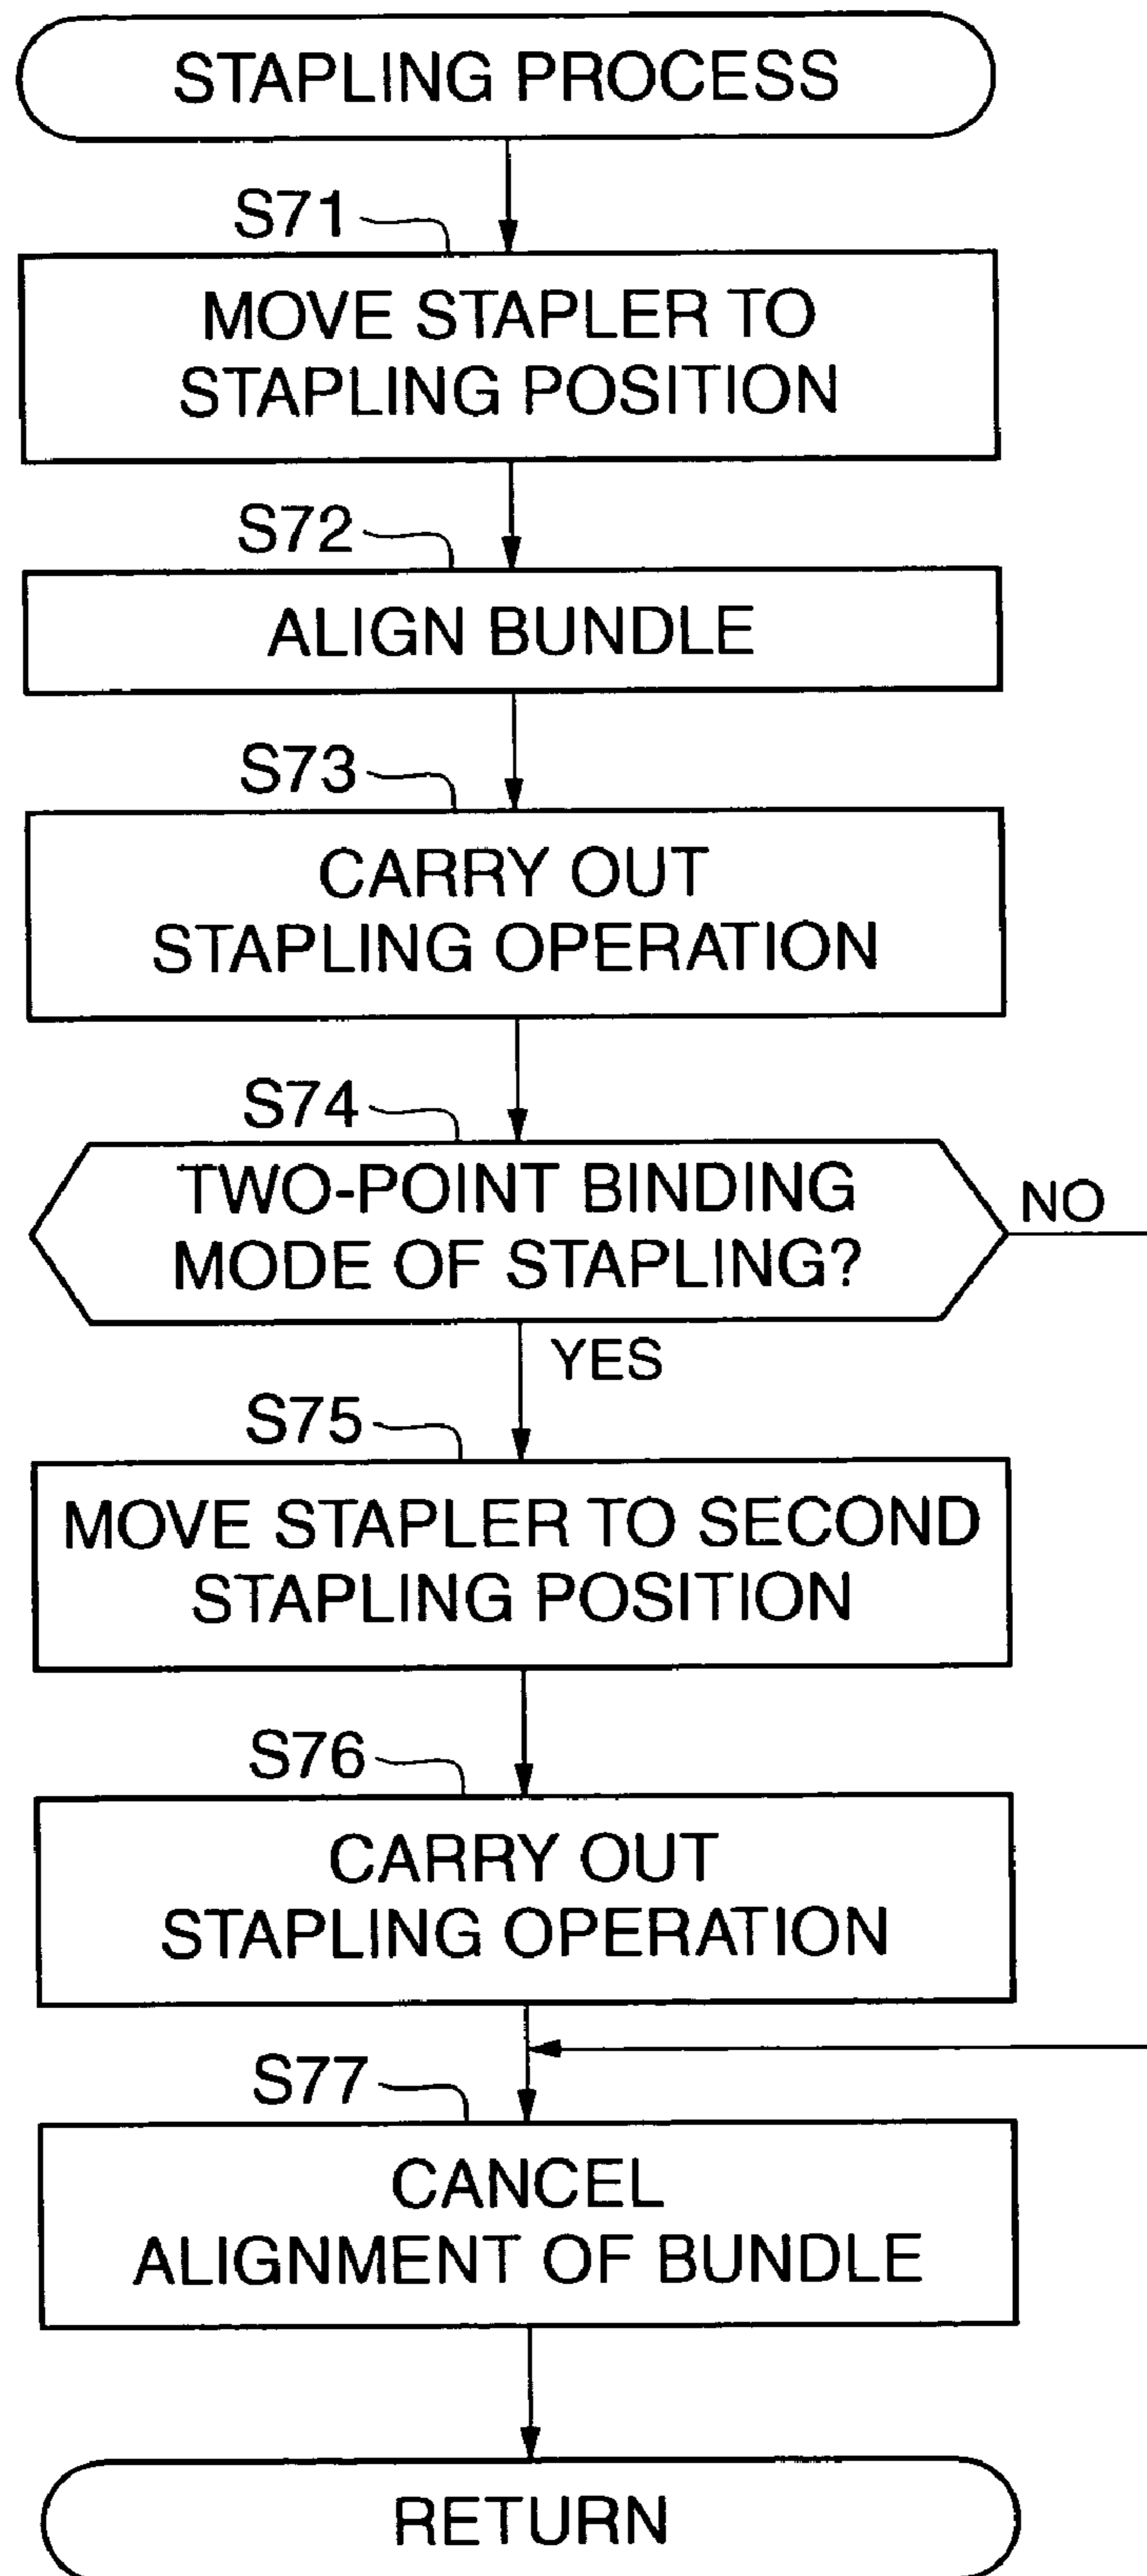 STAPLING PROCESS
S71
MOVE STAPLER TO
STAPLING POSITION
S72
ALIGN BUNDLE
S73
CARRY OUT
STAPLING OPERATION
S74
TWO-POINT BINDING
MODE OF STAPLING?
NO
YES
S75
MOVE STAPLER TO SECOND
STAPLING POSITION
S76
CARRY OUT
STAPLING OPERATION
S77
CANCEL
ALIGNMENT OF BUNDLE
RETURN